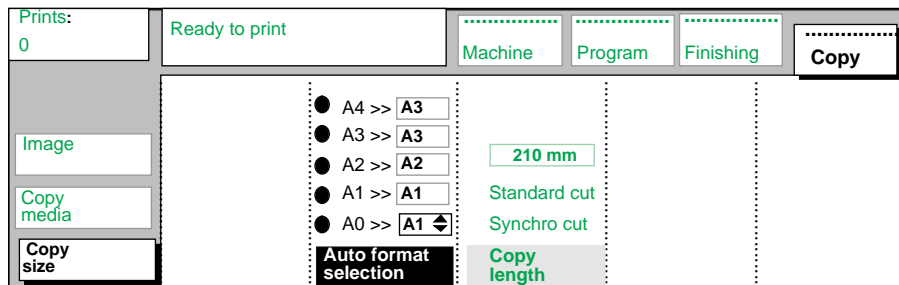 Prints:
0
Ready to print
Machine
Program
Finishing
Copy
Image
Copy
media
Copy
size
A4 >> A3
A3 >> A3
A2 >> A2
A1 >> A1
A0 >> A1
Auto format
selection
210 mm
Standard cut
Synchro cut
Copy
length